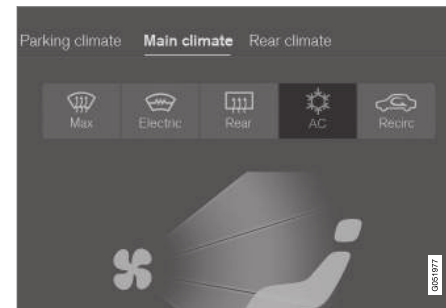 Parking climate Main climate Rear climate
Max Electric Rear AC Recirc
G051977